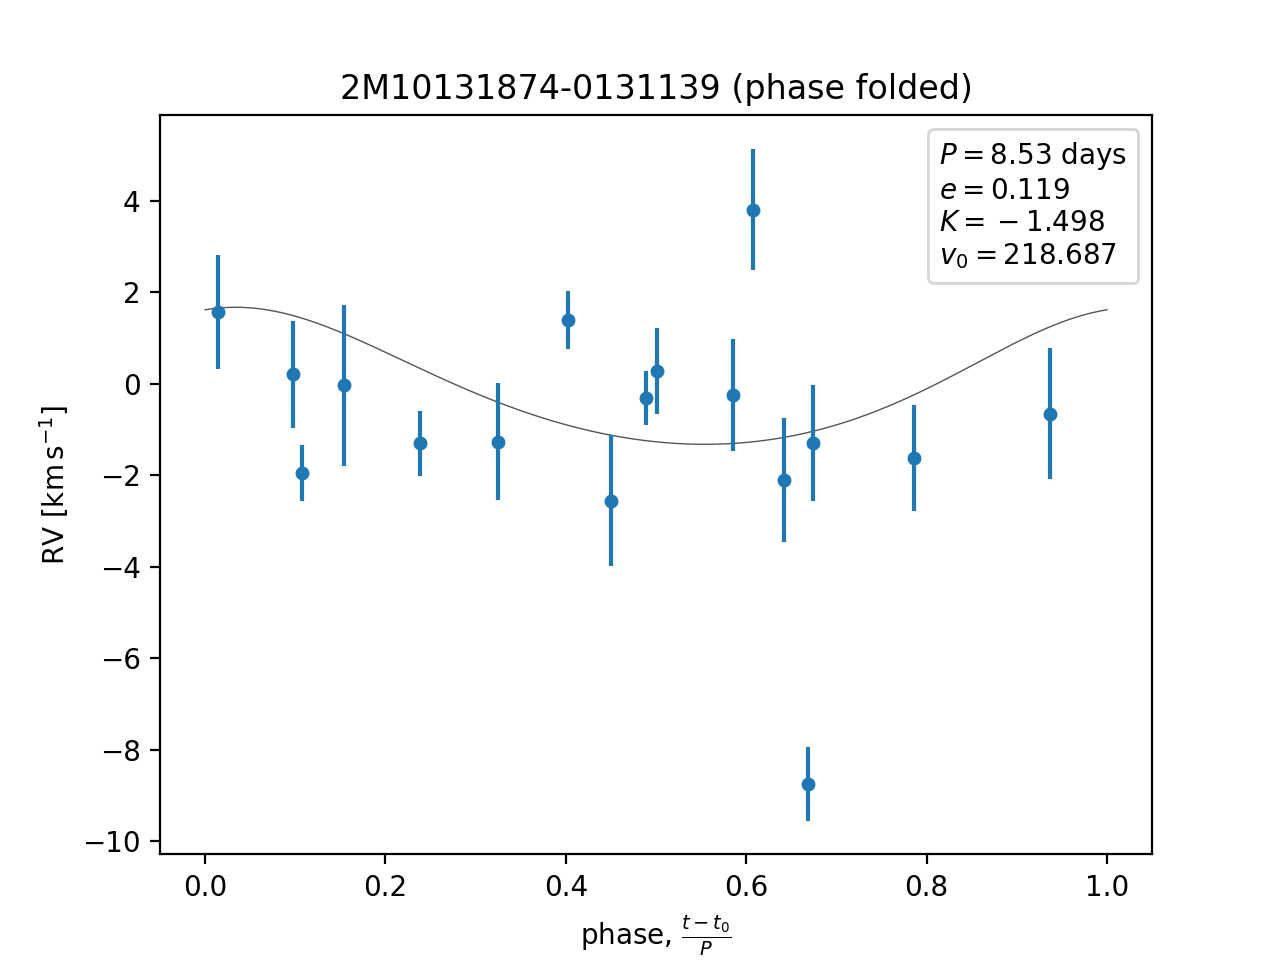 2M10131874-0131139 (phase folded)
P = 8.53 days
e = 0.119
K = −1.498
v₀ = 218.687
RV [km s⁻¹]
4
2
0
−2
−4
−6
−8
−10
0.0 0.2 0.4 0.6 0.8 1.0
phase, (t − t₀)/P